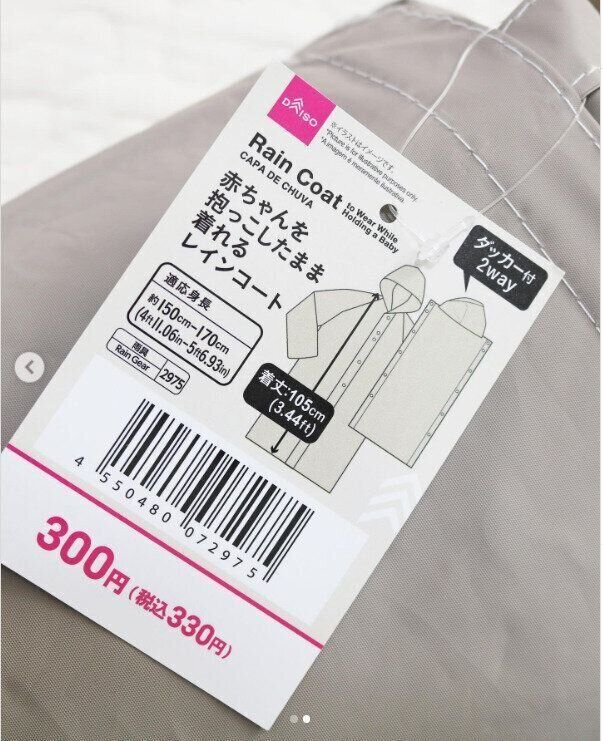 DAISO
※イラストはイメージです。
*Picture is for illustrative purposes only.
*A imagem é meramente ilustrativa.
Rain Coat to Wear While Holding a Baby
CAPA DE CHUVA
赤ちゃんを
抱っこしたまま
着れる
レインコート
ダッカー付
2way
適応身長
約150cm~170cm
(4ft11.06in~5ft6.93in)
雨具
Rain Gear
2975
着丈:105cm
(3.44ft)
4 550480 072975
300円(税込330円)